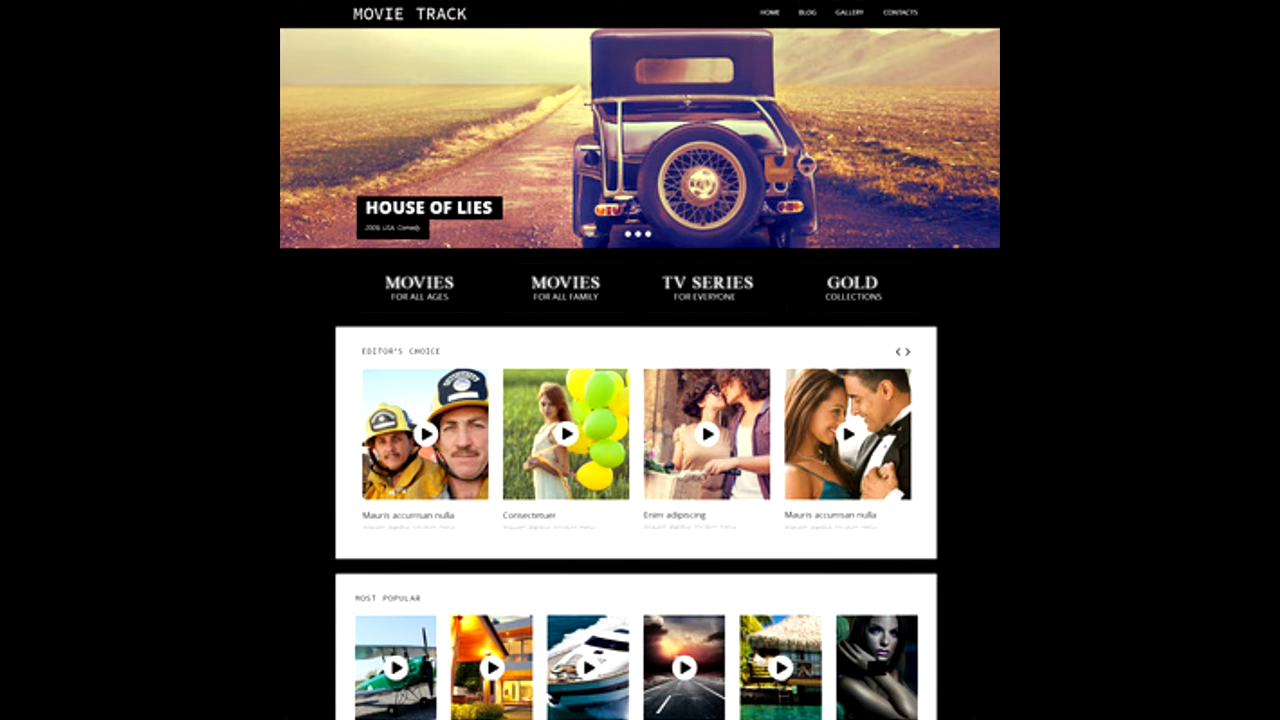 MOVIE TRACK
HOME BLOG GALLERY CONTACTS
HOUSE OF LIES
2009, USA, Comedy
MOVIES MOVIES TV SERIES GOLD
FOR ALL AGES FOR ALL FAMILY FOR EVERYONE COLLECTIONS
EDITOR'S CHOICE
Mauris accumsan nulla Consectetuer Enim adipiscing Mauris accumsan nulla
MOST POPULAR